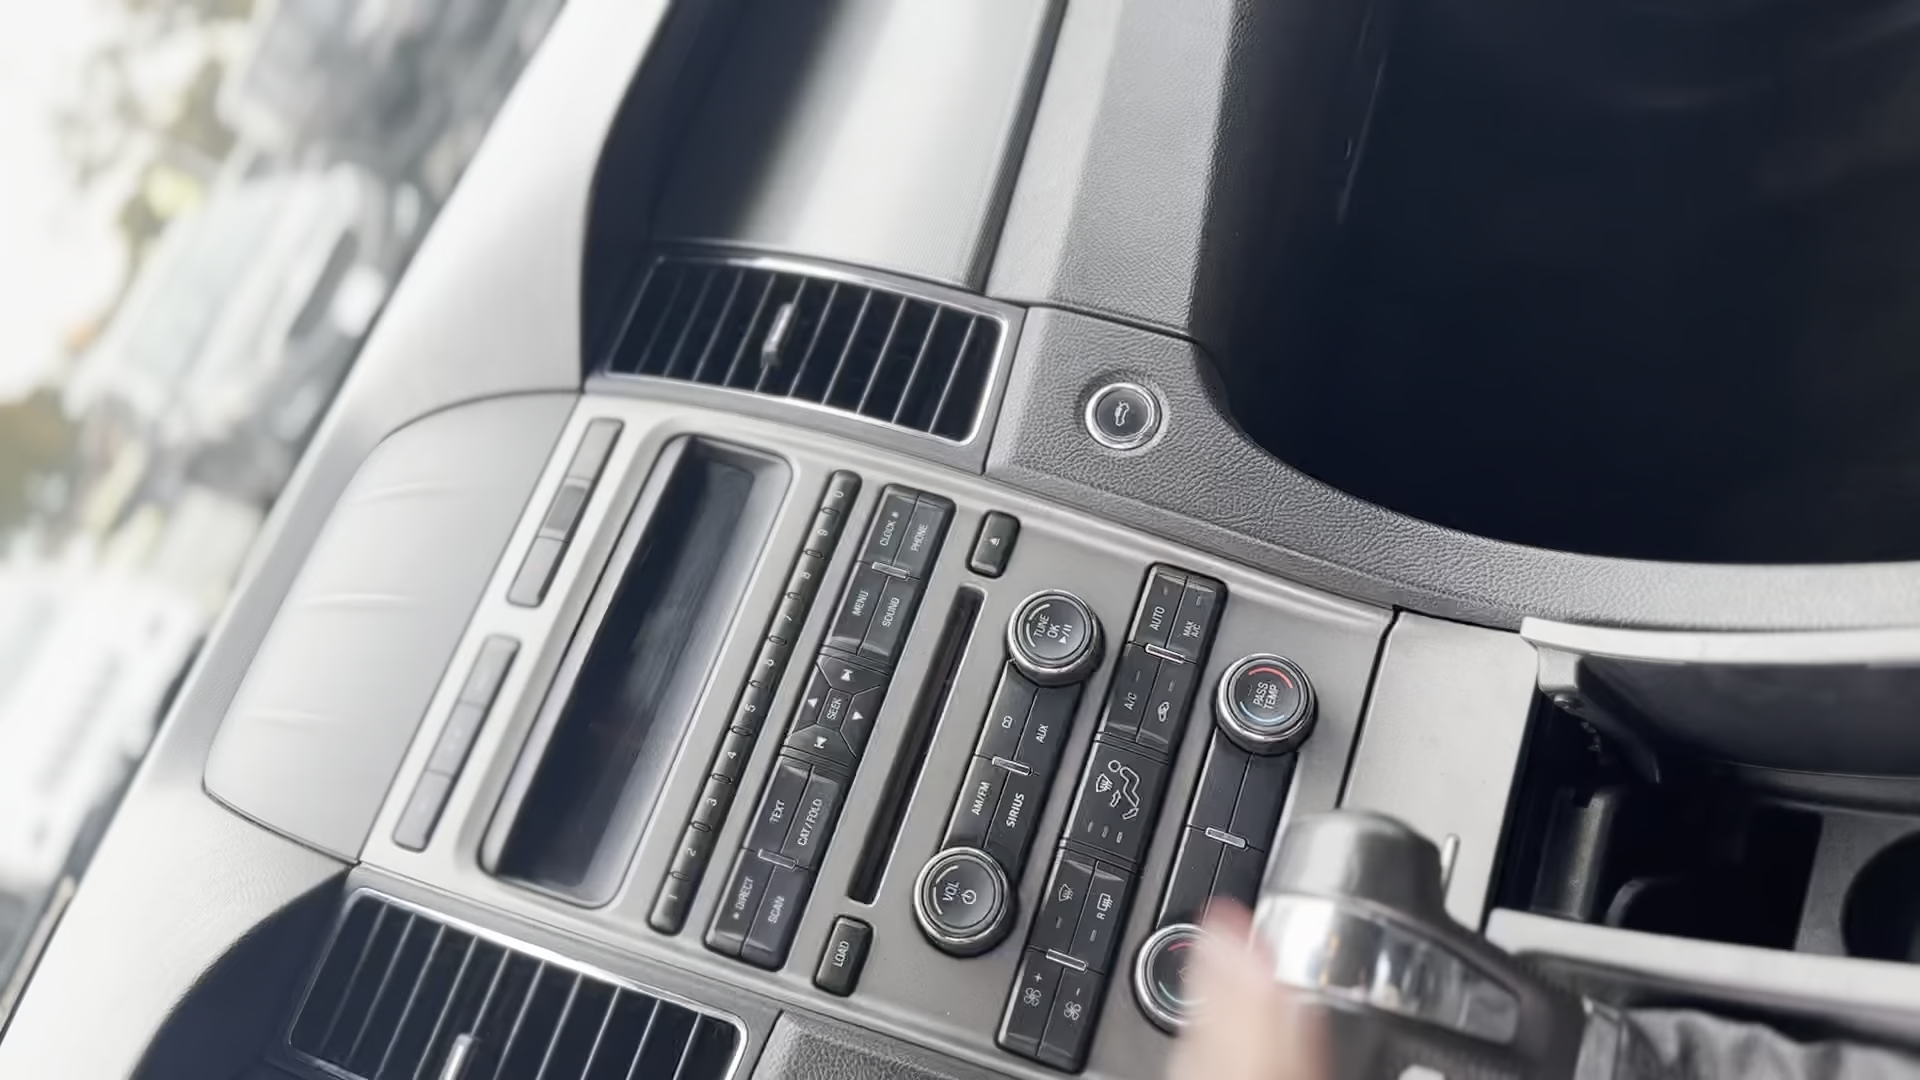 1 2 3 4 5 6 7 8 9 0
CLOCK
PHONE
MENU
SOUND
SEEK
TEXT
CAT/FOLD
DIRECT
SCAN
LOAD
TUNE
OK
CD
AUX
AM/FM
SIRIUS
VOL
AUTO
MAX
A/C
A/C
R
+
-
PASS
TEMP